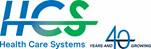 HCS
Health Care Systems
40
YEARS AND GROWING